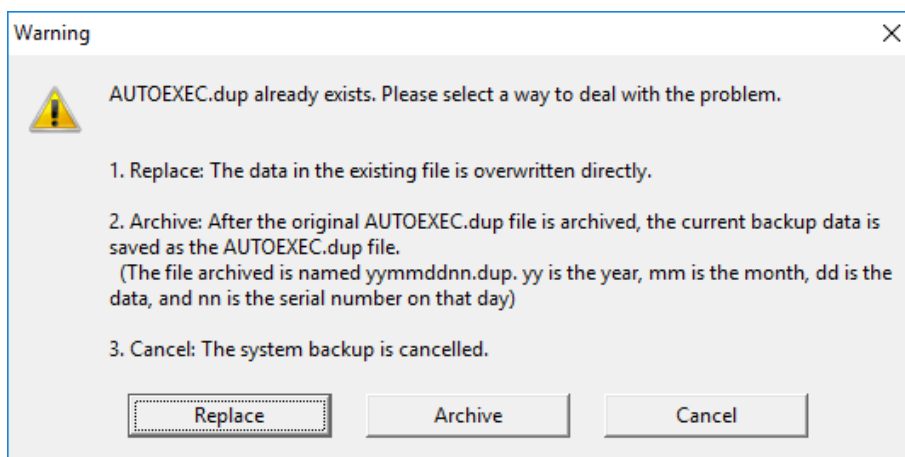 Warning
AUTOEXEC.dup already exists. Please select a way to deal with the problem.
1. Replace: The data in the existing file is overwritten directly.
2. Archive: After the original AUTOEXEC.dup file is archived, the current backup data is
saved as the AUTOEXEC.dup file.
(The file archived is named yymmddnn.dup. yy is the year, mm is the month, dd is the
data, and nn is the serial number on that day)
3. Cancel: The system backup is cancelled.
Replace Archive Cancel